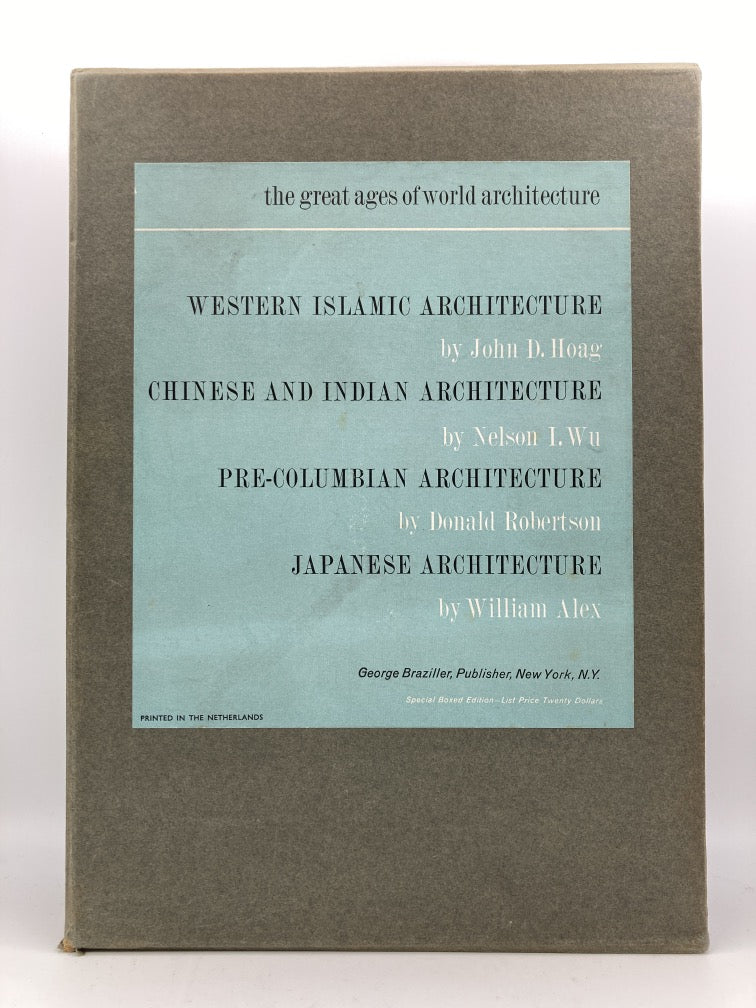 the great ages of world architecture
WESTERN ISLAMIC ARCHITECTURE
by John D. Hoag
CHINESE AND INDIAN ARCHITECTURE
by Nelson I. Wu
PRE-COLUMBIAN ARCHITECTURE
by Donald Robertson
JAPANESE ARCHITECTURE
by William Alex
George Braziller, Publisher, New York, N.Y.
Special Boxed Edition—List Price Twenty Dollars
PRINTED IN THE NETHERLANDS